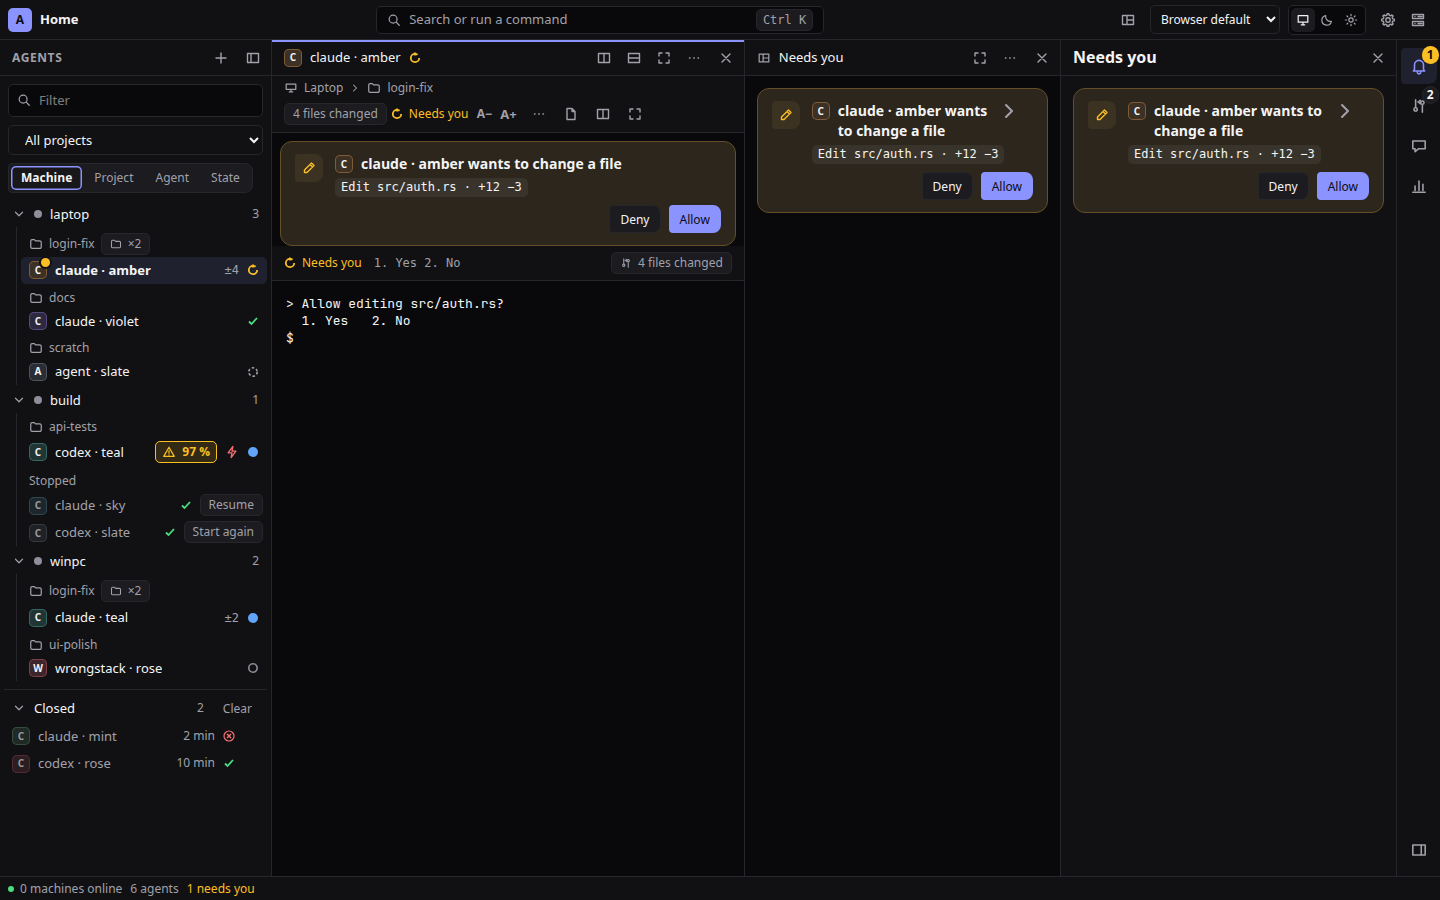 A Home
Search or run a command Ctrl K
Browser default
AGENTS
Filter
All projects
Machine Project Agent State
laptop 3
login-fix ×2
C claude · amber ±4
docs
C claude · violet
scratch
A agent · slate
build 1
api-tests
C codex · teal 97 %
Stopped
C claude · sky Resume
C codex · slate Start again
winpc 2
login-fix ×2
C claude · teal ±2
ui-polish
W wrongstack · rose
Closed 2 Clear
C claude · mint 2 min
C codex · rose 10 min
C claude · amber
Laptop login-fix
4 files changed Needs you A− A+ ···
C claude · amber wants to change a file
Edit src/auth.rs · +12 −3
Deny Allow
Needs you 1. Yes 2. No 4 files changed
> Allow editing src/auth.rs?
1. Yes 2. No
$
Needs you
C claude · amber wants
to change a file
Edit src/auth.rs · +12 −3
Deny Allow
Needs you
C claude · amber wants to
change a file
Edit src/auth.rs · +12 −3
Deny Allow
1
2
0 machines online 6 agents 1 needs you